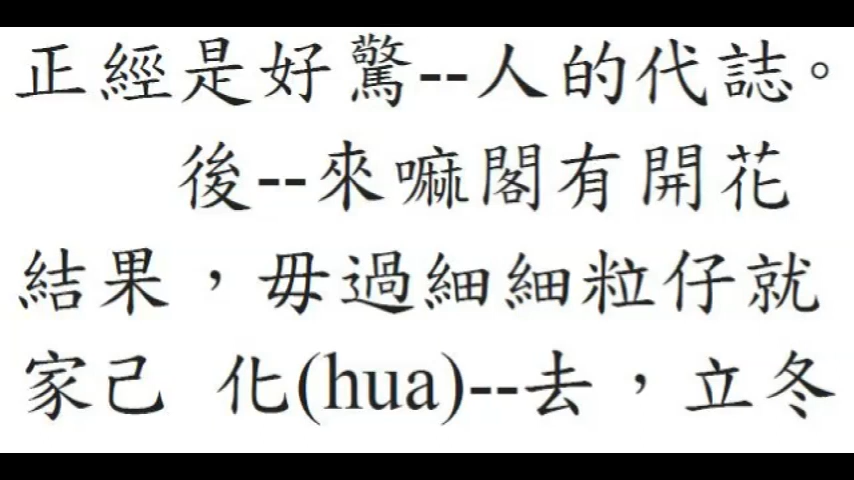 正經是好驚--人的代誌。
後--來嘛閣有開花
結果，毋過細細粒仔就
家己 化(hua)--去，立冬